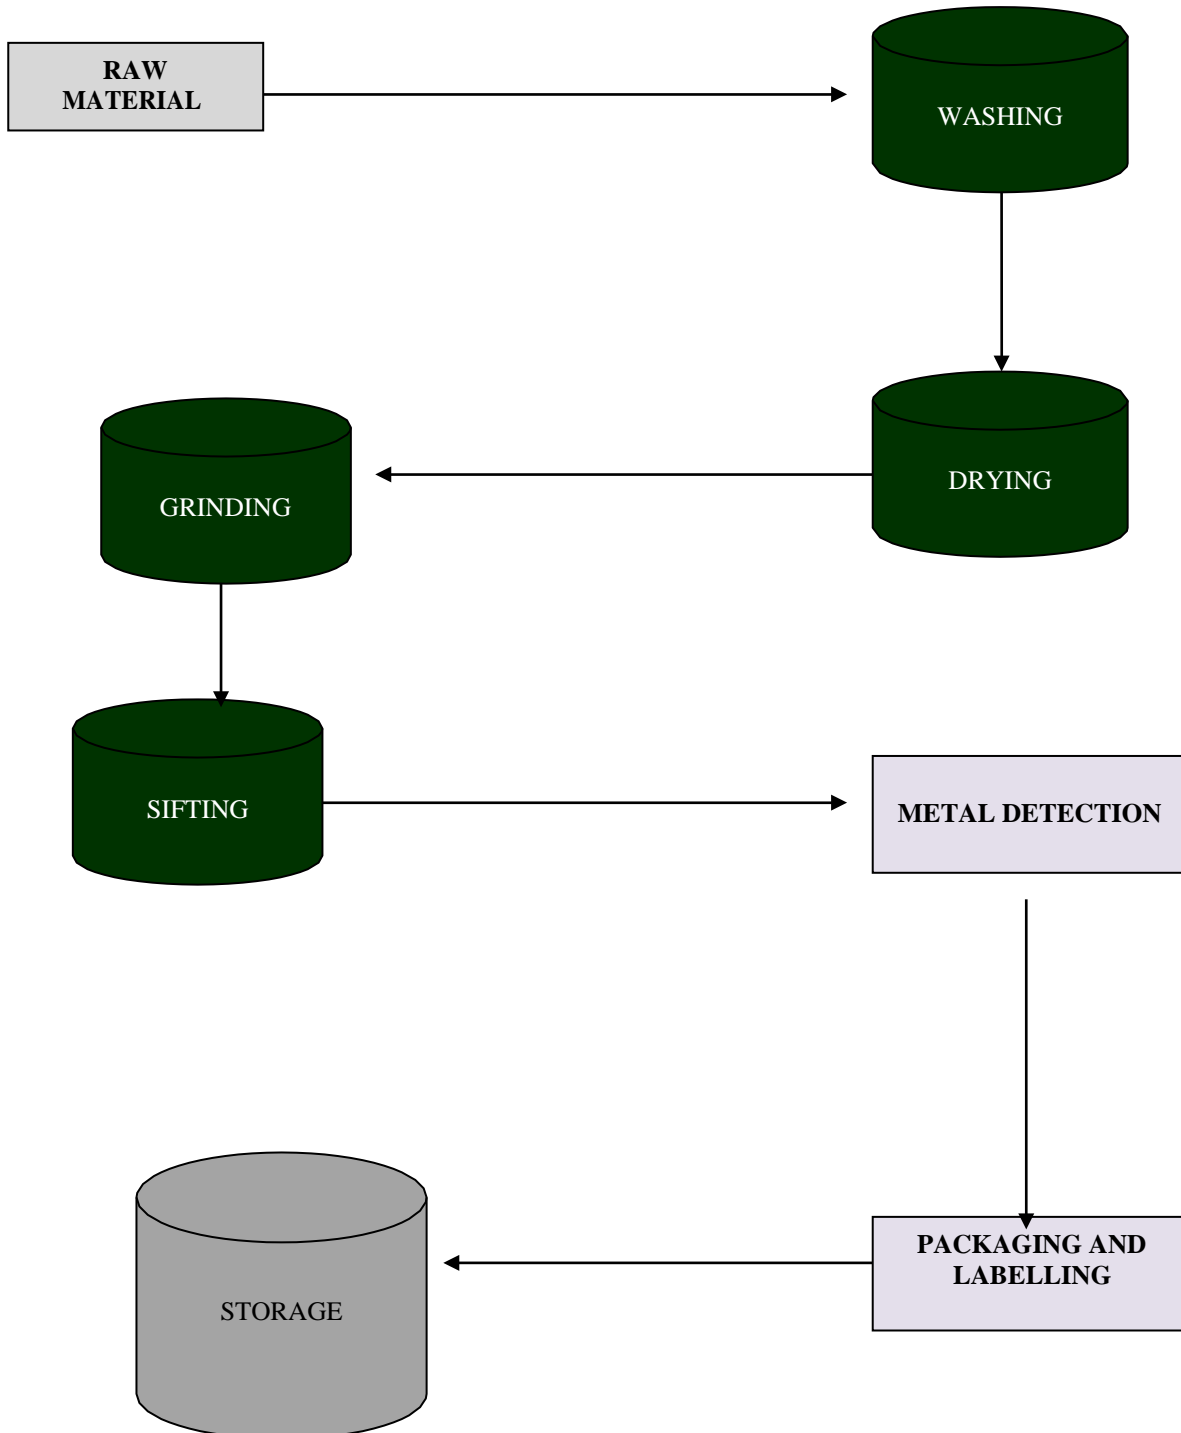 RAW
MATERIAL
WASHING
DRYING
GRINDING
SIFTING
METAL DETECTION
PACKAGING AND
LABELLING
STORAGE